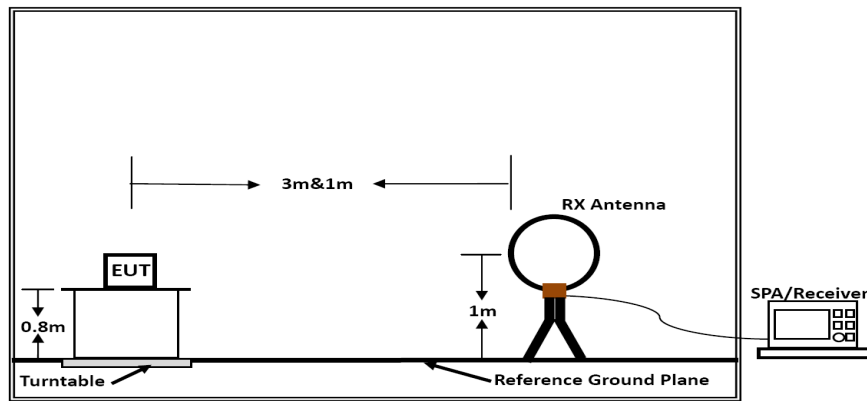 3m&1m
RX Antenna
EUT
SPA/Receiver
0.8m
1m
Turntable
Reference Ground Plane